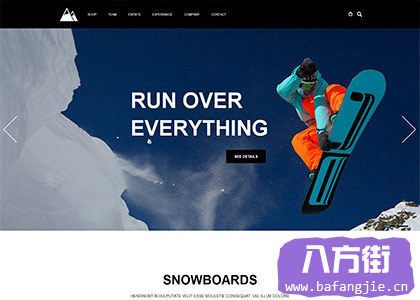 SHOP TEAM EVENTS EXPERIENCE COMPANY CONTACT
RUN OVER
EVERYTHING
SEE DETAILS
SNOWBOARDS
HENDRERIT IN VULPUTATE VELIT ESSE MOLESTIE CONSEQUAT, VEL ILLUM DOLORE
八方街
www.bafangjie.cn